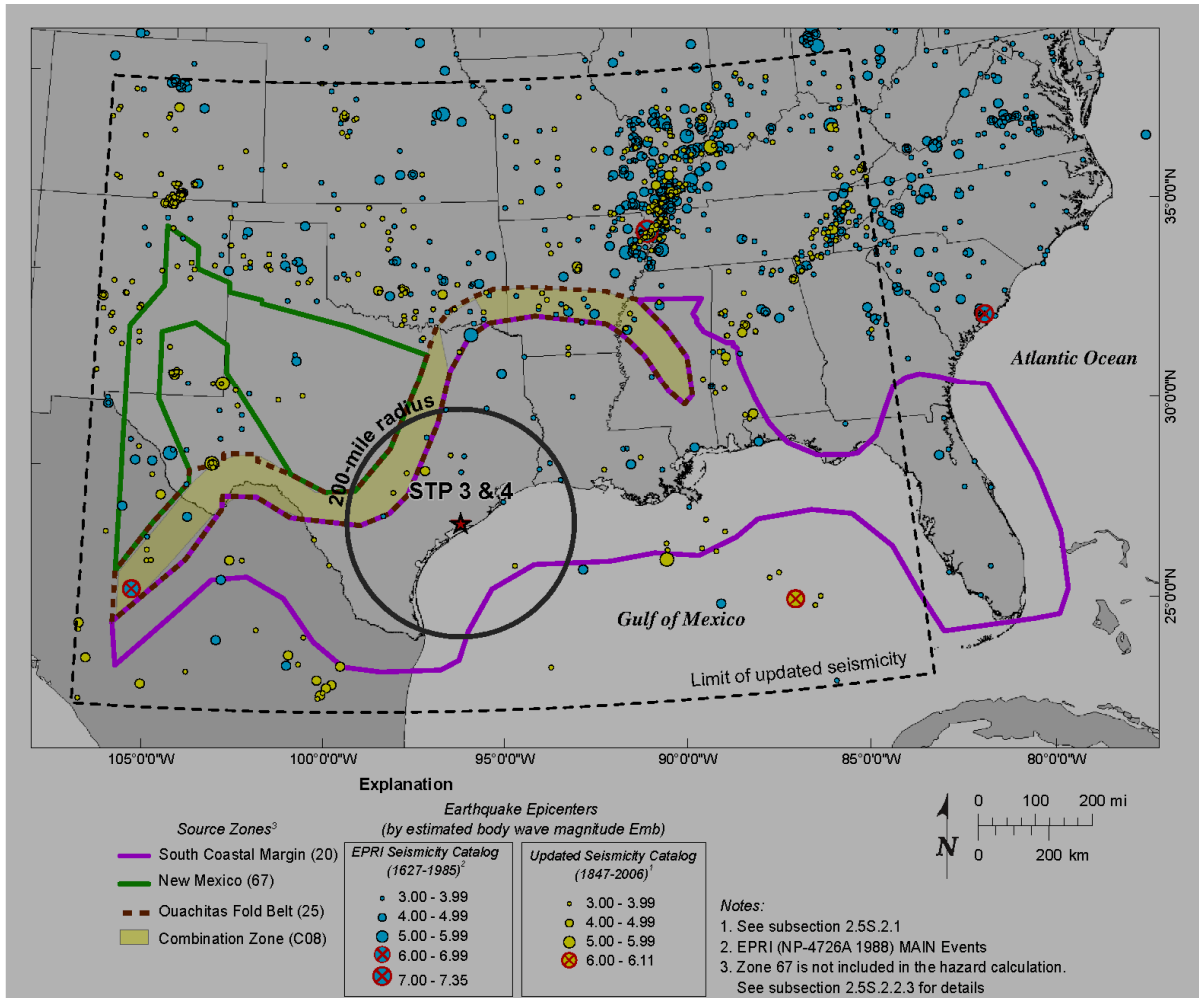 35°0'0"N
Atlantic Ocean
30°0'0"N
200-mile radius
STP 3 & 4
25°0'0"N
Gulf of Mexico
Limit of updated seismicity
105°0'0"W 100°0'0"W 95°0'0"W 90°0'0"W 85°0'0"W 80°0'0"W
Explanation
Earthquake Epicenters
(by estimated body wave magnitude Emb)
Source Zones3
South Coastal Margin (20)
New Mexico (67)
Ouachitas Fold Belt (25)
Combination Zone (C08)
EPRI Seismicity Catalog
(1627-1985)2
3.00 - 3.99
4.00 - 4.99
5.00 - 5.99
6.00 - 6.99
7.00 - 7.35
Updated Seismicity Catalog
(1847-2006)1
3.00 - 3.99
4.00 - 4.99
5.00 - 5.99
6.00 - 6.11
N
0 100 200 mi
0 200 km
Notes:
1. See subsection 2.5S.2.1
2. EPRI (NP-4726A 1988) MAIN Events
3. Zone 67 is not included in the hazard calculation.
See subsection 2.5S.2.2.3 for details